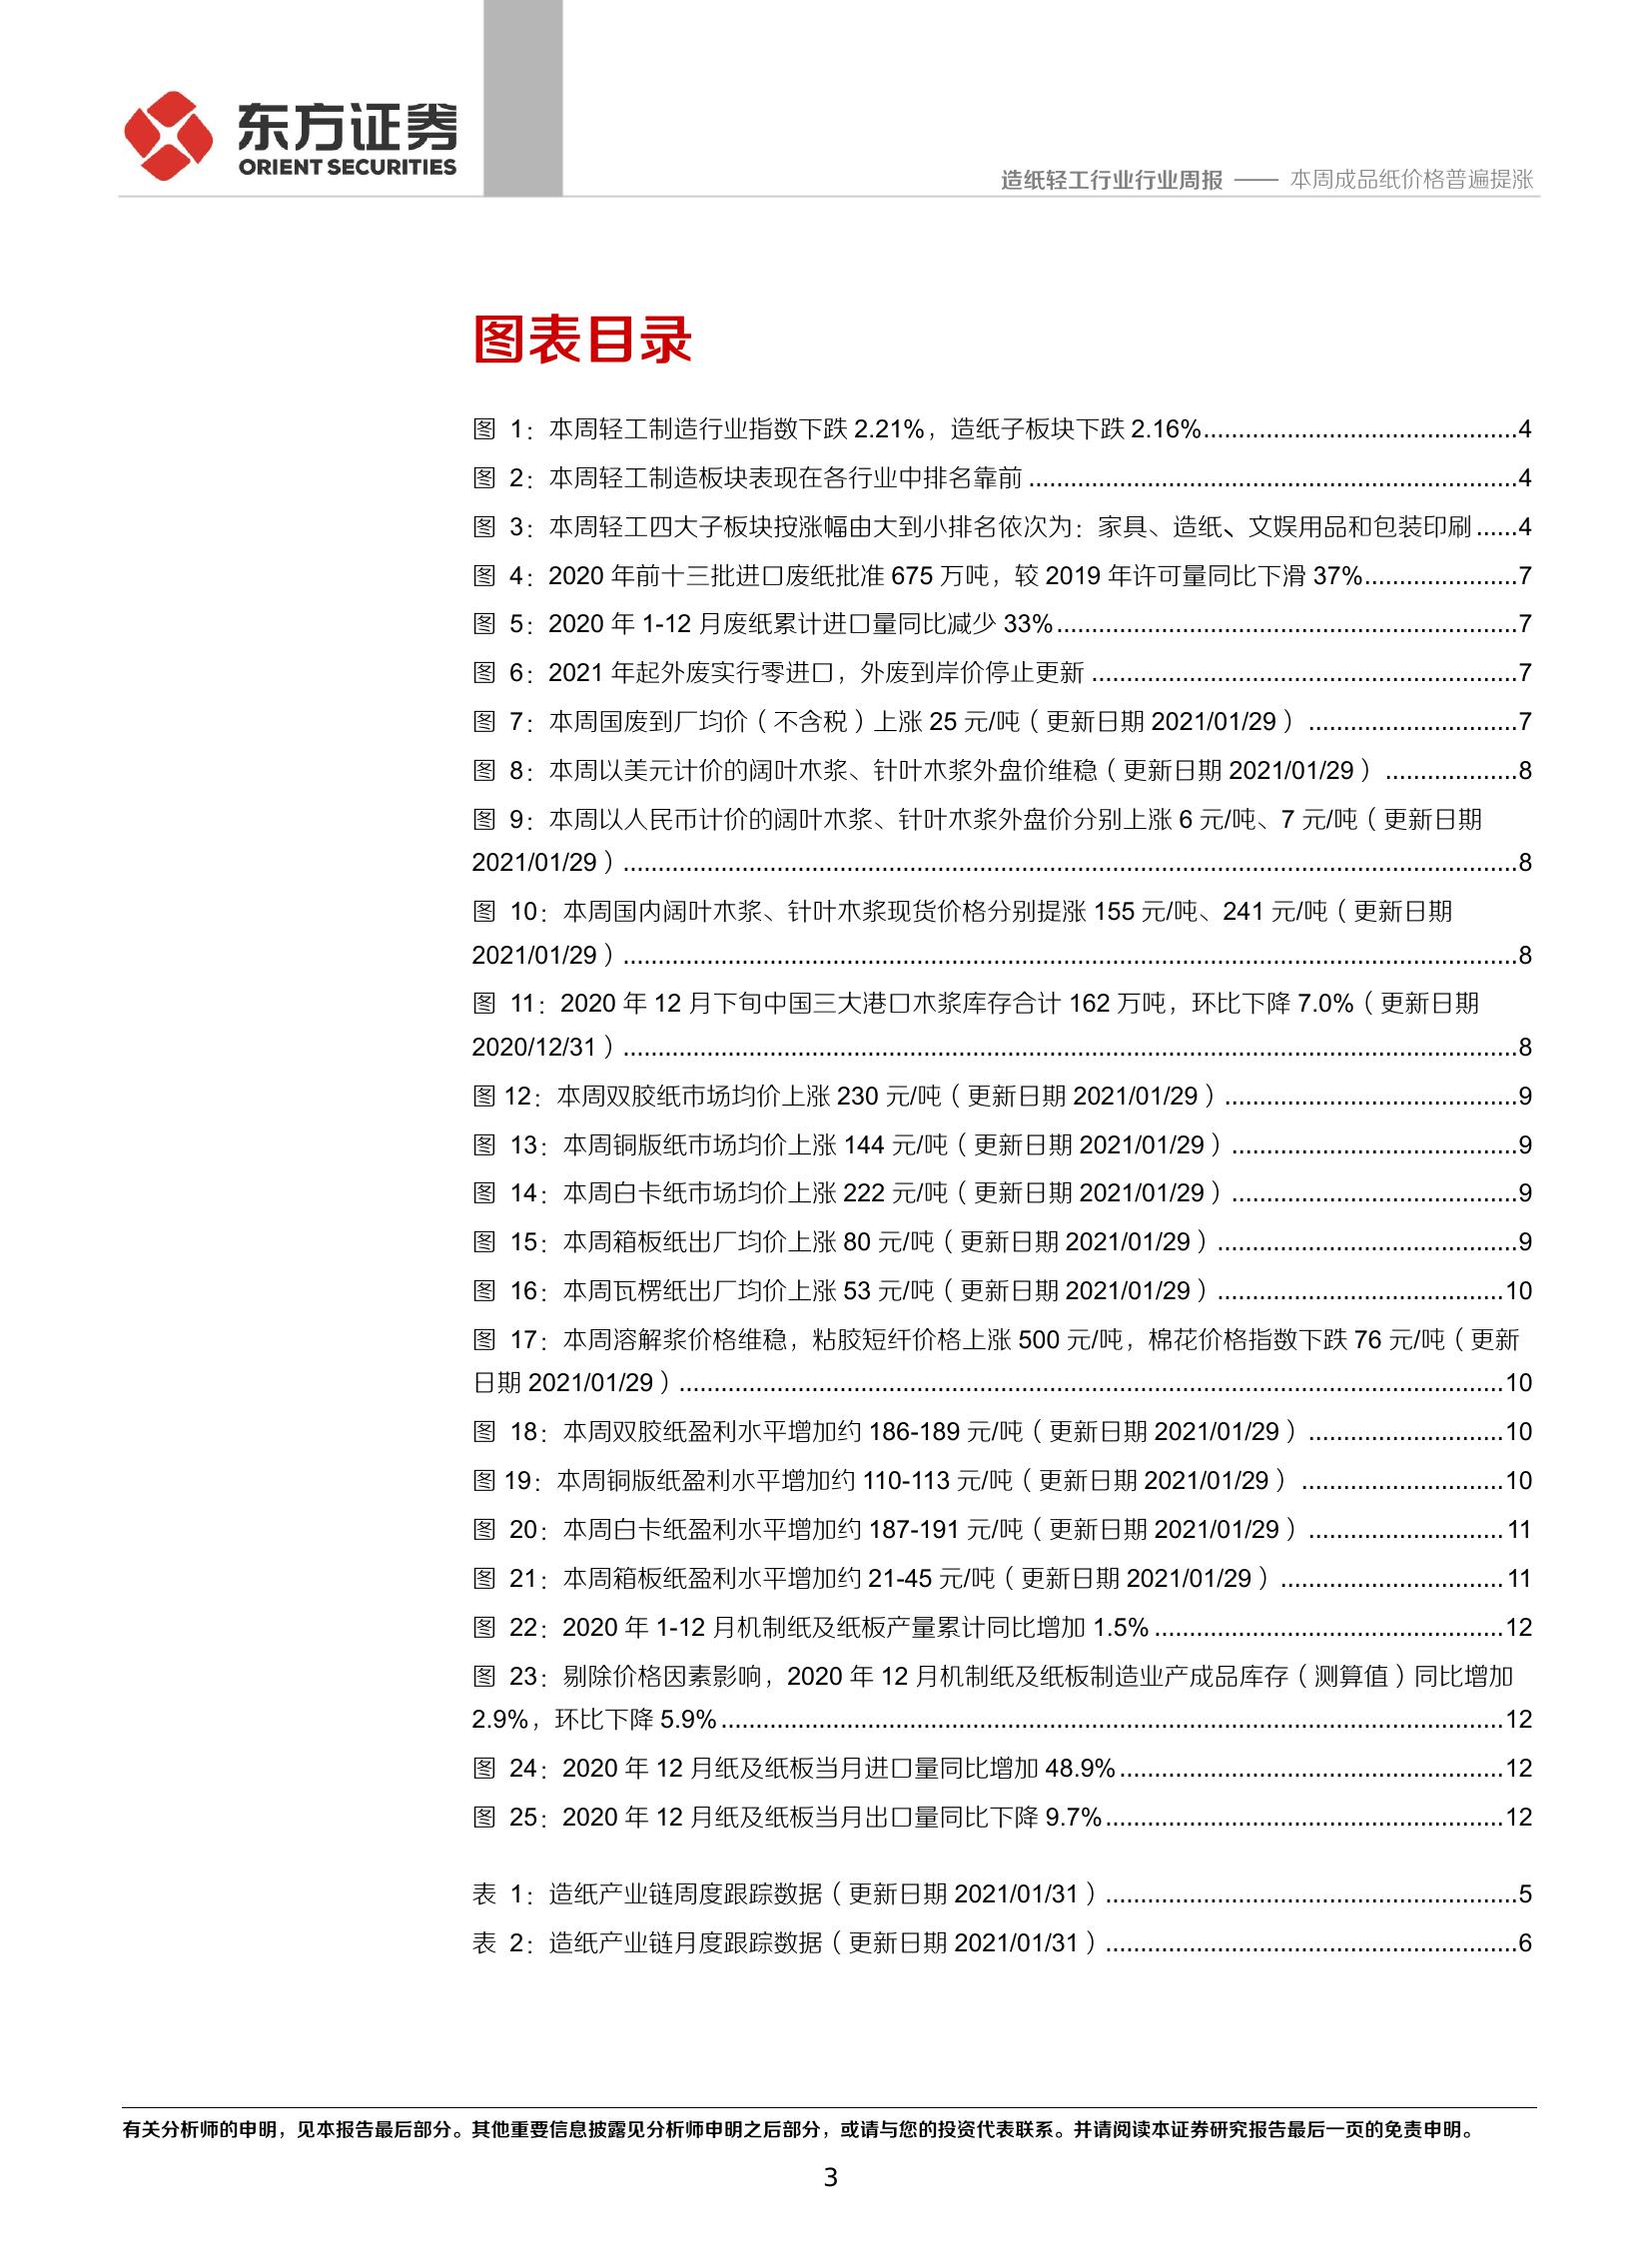 东方证券
ORIENT SECURITIES
造纸轻工行业行业周报 —— 本周成品纸价格普遍提涨
图表目录
图 1：本周轻工制造行业指数下跌 2.21%，造纸子板块下跌 2.16%..............................................4
图 2：本周轻工制造板块表现在各行业中排名靠前 ......................................................................4
图 3：本周轻工四大子板块按涨幅由大到小排名依次为：家具、造纸、文娱用品和包装印刷 ......4
图 4：2020 年前十三批进口废纸批准 675 万吨，较 2019 年许可量同比下滑 37%......................7
图 5：2020 年 1-12 月废纸累计进口量同比减少 33%..................................................................7
图 6：2021 年起外废实行零进口，外废到岸价停止更新 .............................................................7
图 7：本周国废到厂均价（不含税）上涨 25 元/吨（更新日期 2021/01/29） ..............................7
图 8：本周以美元计价的阔叶木浆、针叶木浆外盘价维稳（更新日期 2021/01/29） ...................8
图 9：本周以人民币计价的阔叶木浆、针叶木浆外盘价分别上涨 6 元/吨、7 元/吨（更新日期
2021/01/29）................................................................................................................................8
图 10：本周国内阔叶木浆、针叶木浆现货价格分别提涨 155 元/吨、241 元/吨（更新日期
2021/01/29）................................................................................................................................8
图 11：2020 年 12 月下旬中国三大港口木浆库存合计 162 万吨，环比下降 7.0%（更新日期
2020/12/31）................................................................................................................................8
图 12：本周双胶纸市场均价上涨 230 元/吨（更新日期 2021/01/29）..........................................9
图 13：本周铜版纸市场均价上涨 144 元/吨（更新日期 2021/01/29）.........................................9
图 14：本周白卡纸市场均价上涨 222 元/吨（更新日期 2021/01/29）.........................................9
图 15：本周箱板纸出厂均价上涨 80 元/吨（更新日期 2021/01/29）...........................................9
图 16：本周瓦楞纸出厂均价上涨 53 元/吨（更新日期 2021/01/29）.........................................10
图 17：本周溶解浆价格维稳，粘胶短纤价格上涨 500 元/吨，棉花价格指数下跌 76 元/吨（更新
日期 2021/01/29）......................................................................................................................10
图 18：本周双胶纸盈利水平增加约 186-189 元/吨（更新日期 2021/01/29） ............................10
图 19：本周铜版纸盈利水平增加约 110-113 元/吨（更新日期 2021/01/29） .............................10
图 20：本周白卡纸盈利水平增加约 187-191 元/吨（更新日期 2021/01/29） ............................11
图 21：本周箱板纸盈利水平增加约 21-45 元/吨（更新日期 2021/01/29）................................11
图 22：2020 年 1-12 月机制纸及纸板产量累计同比增加 1.5% ..................................................12
图 23：剔除价格因素影响，2020 年 12 月机制纸及纸板制造业产成品库存（测算值）同比增加
2.9%，环比下降 5.9%................................................................................................................12
图 24：2020 年 12 月纸及纸板当月进口量同比增加 48.9%.......................................................12
图 25：2020 年 12 月纸及纸板当月出口量同比下降 9.7%.........................................................12
表 1：造纸产业链周度跟踪数据（更新日期 2021/01/31）...........................................................5
表 2：造纸产业链月度跟踪数据（更新日期 2021/01/31）...........................................................6
有关分析师的申明，见本报告最后部分。其他重要信息披露见分析师申明之后部分，或请与您的投资代表联系。并请阅读本证券研究报告最后一页的免责申明。
3